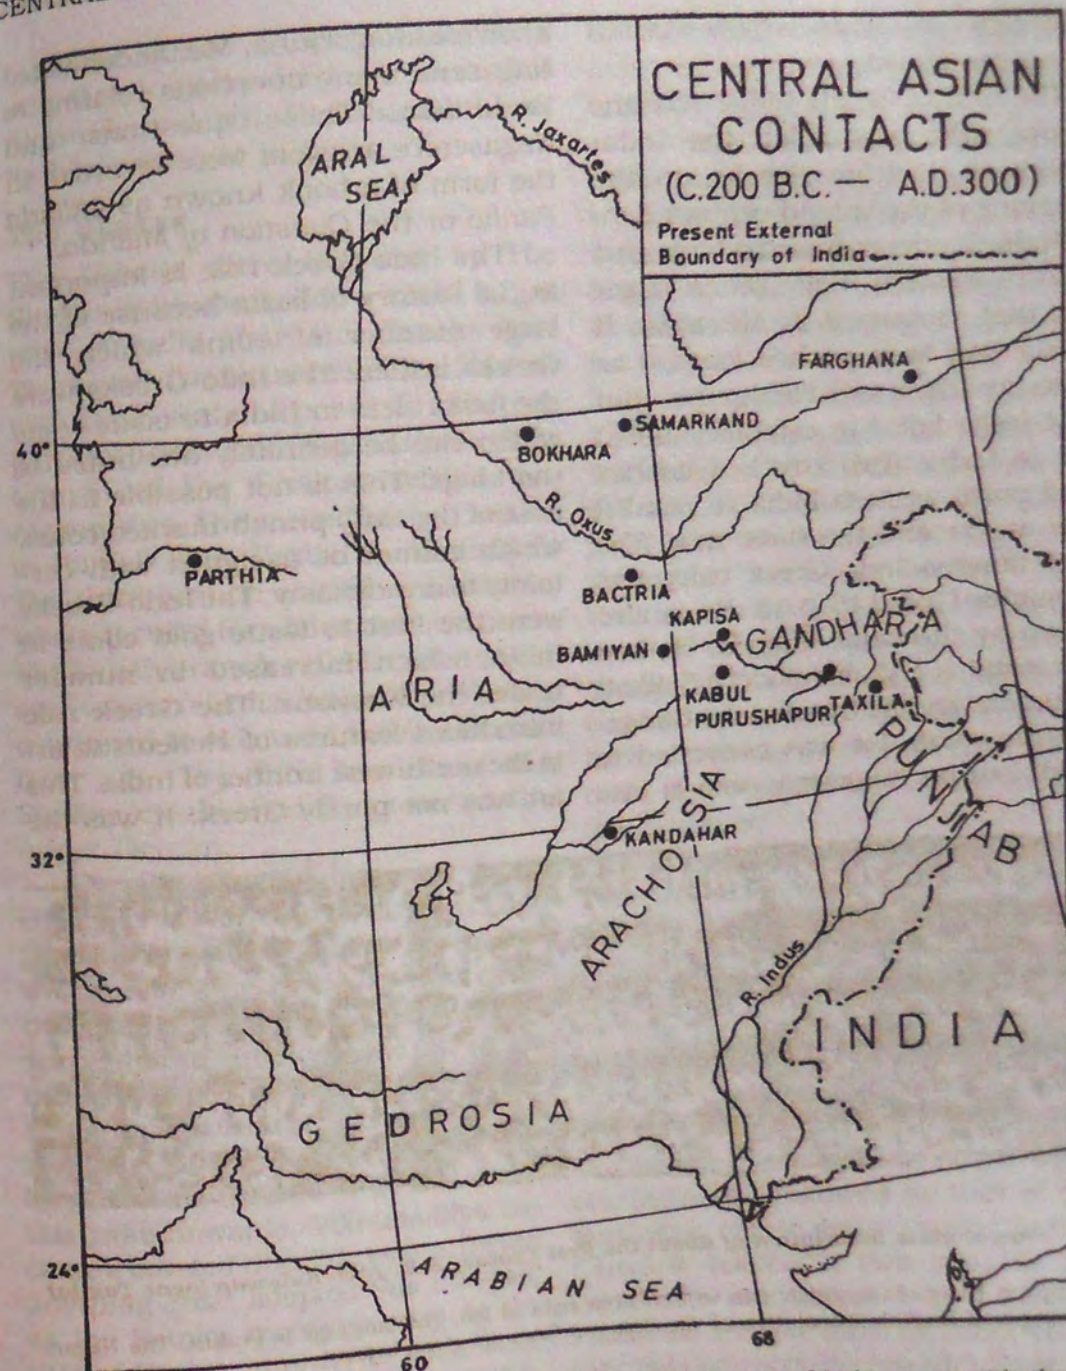 CENTRAL
CENTRAL ASIAN
CONTACTS
(C.200 B.C.— A.D.300)
Present External
Boundary of India
R. Jaxartes
ARAL
SEA
FARGHANA
SAMARKAND
BOKHARA
40°
R. Oxus
PARTHIA
BACTRIA
KAPISA
GANDHARA
BAMIYAN
KABUL
ARIA
PURUSHAPUR
TAXILA
PUNJAB
ARACHOSIA
KANDAHAR
32°
R. Indus
INDIA
GEDROSIA
24°
ARABIAN SEA
60
68